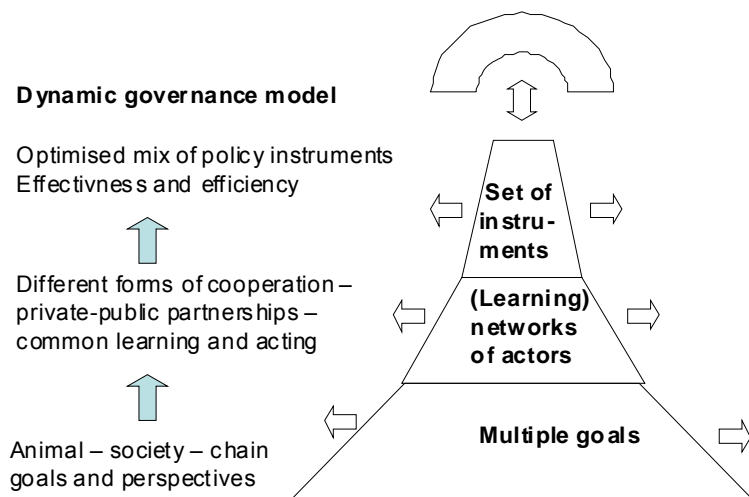 Dynamic governance model
Optimised mix of policy instruments
Effectivness and efficiency
Set of
instru-
ments
Different forms of cooperation –
private-public partnerships –
common learning and acting
(Learning)
networks
of actors
Animal – society – chain
goals and perspectives
Multiple goals